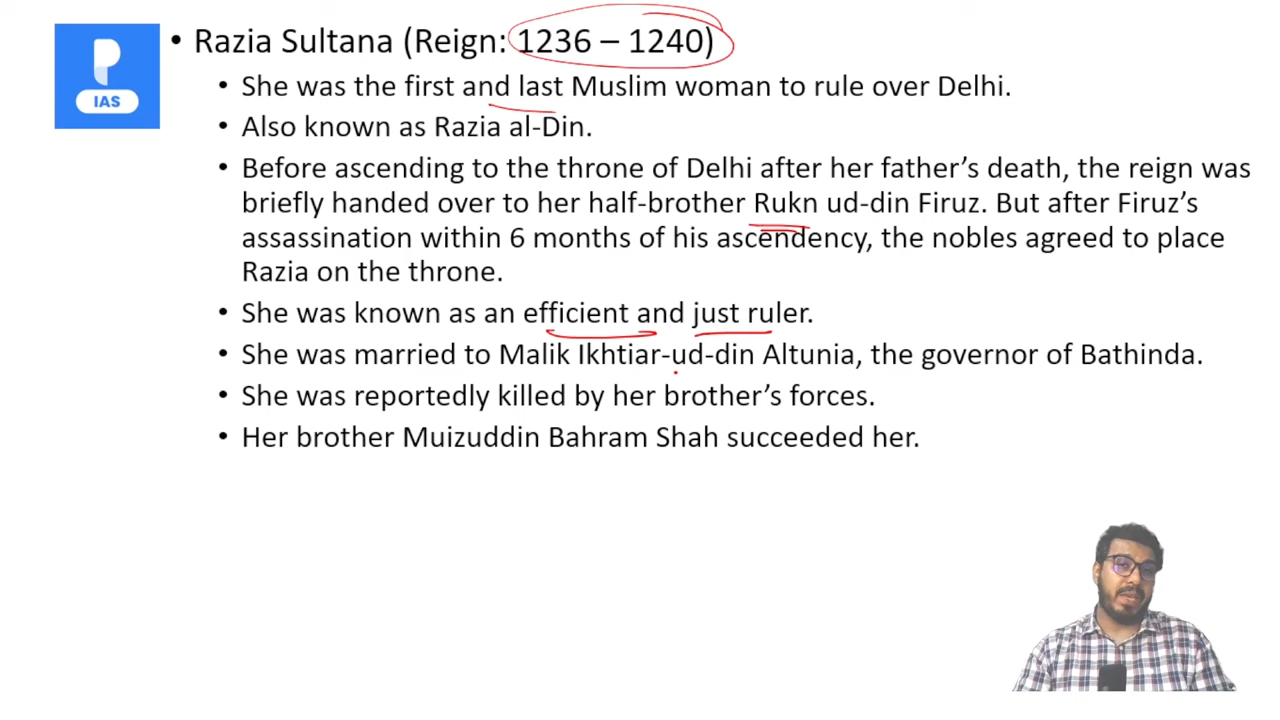 P
IAS
• Razia Sultana (Reign: 1236 – 1240)
• She was the first and last Muslim woman to rule over Delhi.
• Also known as Razia al-Din.
• Before ascending to the throne of Delhi after her father’s death, the reign was
briefly handed over to her half-brother Rukn ud-din Firuz. But after Firuz’s
assassination within 6 months of his ascendency, the nobles agreed to place
Razia on the throne.
• She was known as an efficient and just ruler.
• She was married to Malik Ikhtiar-ud-din Altunia, the governor of Bathinda.
• She was reportedly killed by her brother’s forces.
• Her brother Muizuddin Bahram Shah succeeded her.